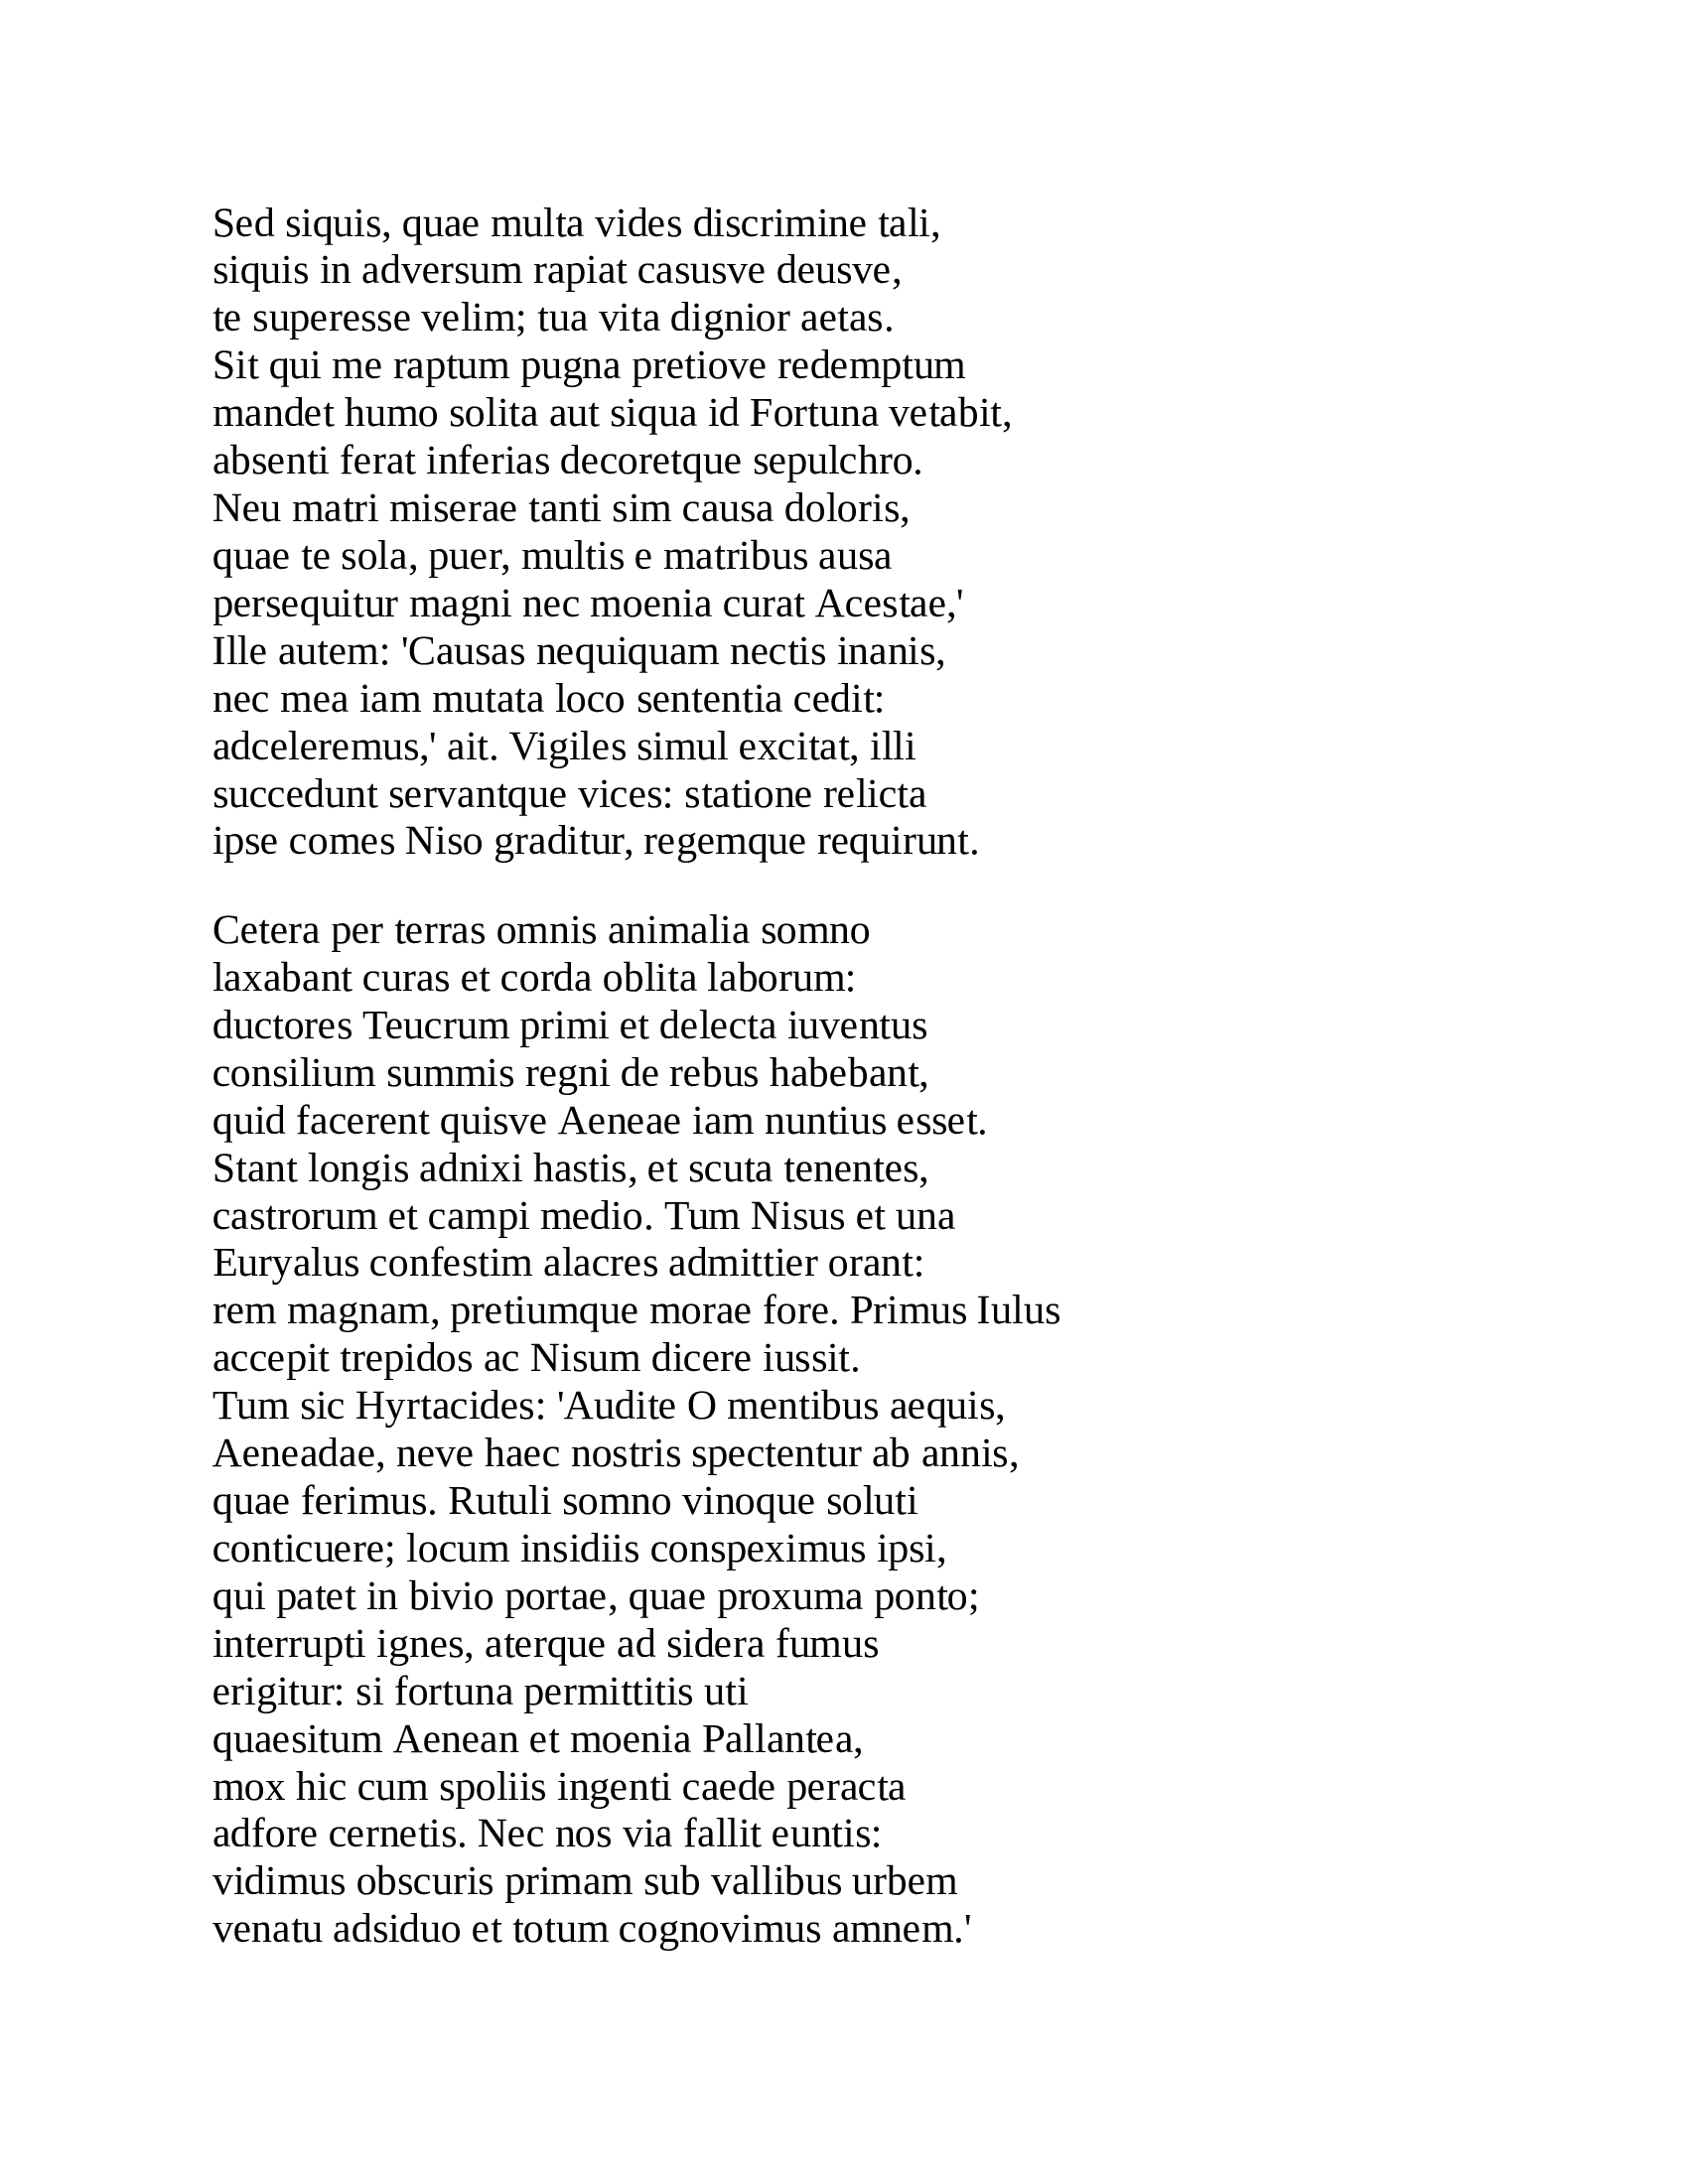 Sed siquis, quae multa vides discrimine tali,
siquis in adversum rapiat casusve deusve,
te superesse velim; tua vita dignior aetas.
Sit qui me raptum pugna pretiove redemptum
mandet humo solita aut siqua id Fortuna vetabit,
absenti ferat inferias decoretque sepulchro.
Neu matri miserae tanti sim causa doloris,
quae te sola, puer, multis e matribus ausa
persequitur magni nec moenia curat Acestae,'
Ille autem: 'Causas nequiquam nectis inanis,
nec mea iam mutata loco sententia cedit:
adceleremus,' ait. Vigiles simul excitat, illi
succedunt servantque vices: statione relicta
ipse comes Niso graditur, regemque requirunt.

Cetera per terras omnis animalia somno
laxabant curas et corda oblita laborum:
ductores Teucrum primi et delecta iuventus
consilium summis regni de rebus habebant,
quid facerent quisve Aeneae iam nuntius esset.
Stant longis adnixi hastis, et scuta tenentes,
castrorum et campi medio. Tum Nisus et una
Euryalus confestim alacres admittier orant:
rem magnam, pretiumque morae fore. Primus Iulus
accepit trepidos ac Nisum dicere iussit.
Tum sic Hyrtacides: 'Audite O mentibus aequis,
Aeneadae, neve haec nostris spectentur ab annis,
quae ferimus. Rutuli somno vinoque soluti
conticuere; locum insidiis conspeximus ipsi,
qui patet in bivio portae, quae proxuma ponto;
interrupti ignes, aterque ad sidera fumus
erigitur: si fortuna permittitis uti
quaesitum Aenean et moenia Pallantea,
mox hic cum spoliis ingenti caede peracta
adfore cernetis. Nec nos via fallit euntis:
vidimus obscuris primam sub vallibus urbem
venatu adsiduo et totum cognovimus amnem.'